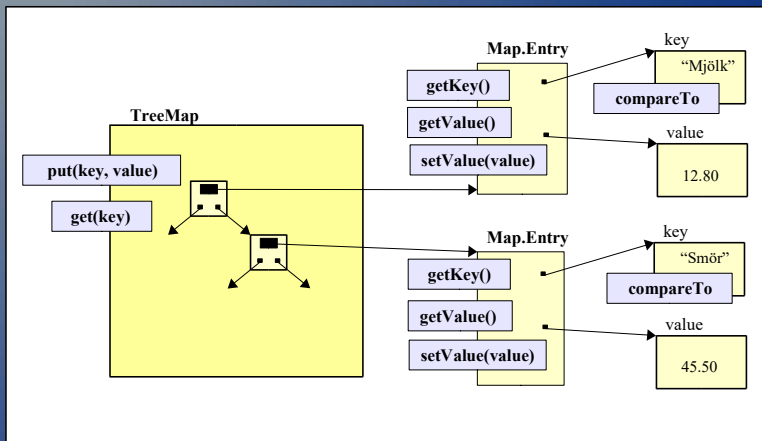 TreeMap
put(key, value)
get(key)
Map.Entry
getKey()
getValue()
setValue(value)
key
“Mjölk”
compareTo
value
12.80
Map.Entry
getKey()
getValue()
setValue(value)
key
“Smör”
compareTo
value
45.50